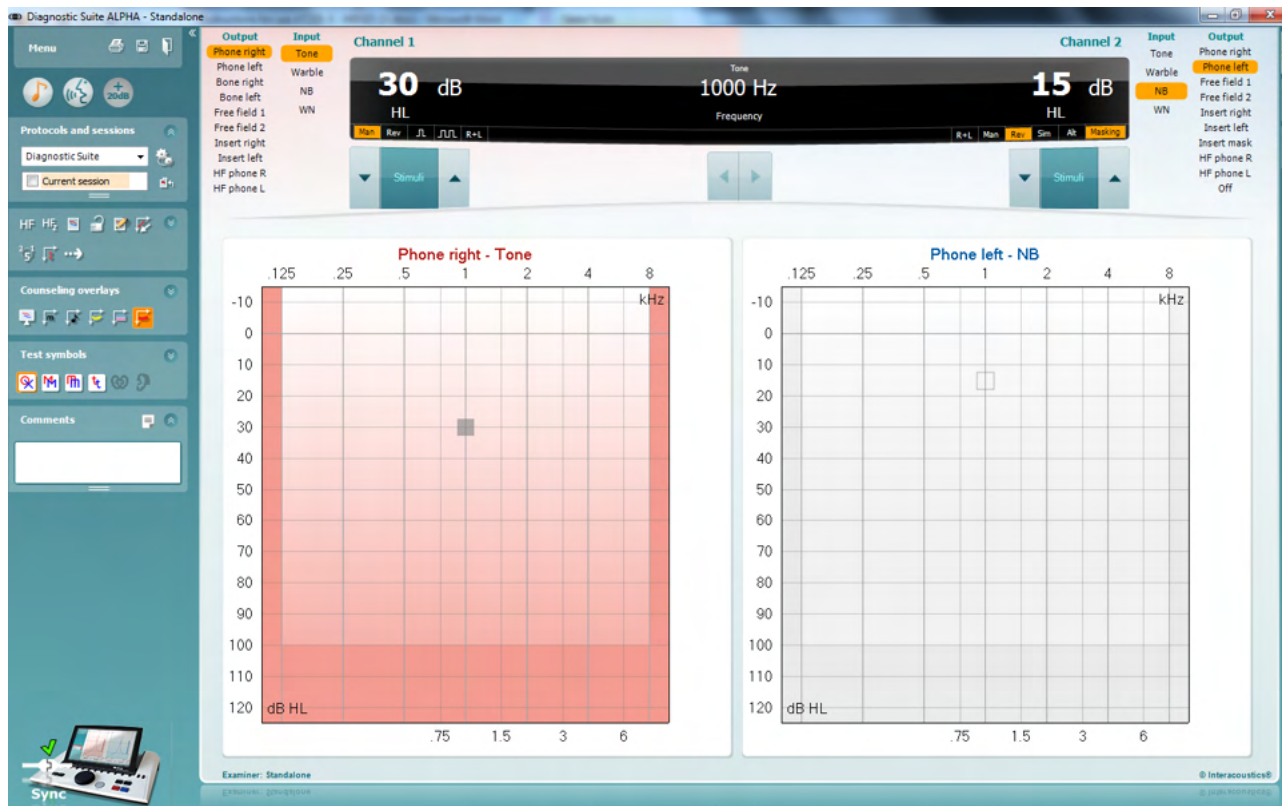 Diagnostic Suite ALPHA - Standalone
Menu
20dB
Protocols and sessions
Diagnostic Suite
Current session
HF
Counseling overlays
Test symbols
Comments
Sync
Output
Phone right
Phone left
Bone right
Bone left
Free field 1
Free field 2
Insert right
Insert left
HF phone R
HF phone L
Input
Tone
Warble
NB
WN
Channel 1
Channel 2
30 dB
HL
Tone
1000 Hz
Frequency
15 dB
HL
Man Rev R+L
R+L Man Rev Sim Alt Masking
Stimuli
Stimuli
Input
Tone
Warble
NB
WN
Output
Phone right
Phone left
Free field 1
Free field 2
Insert right
Insert left
Insert mask
HF phone R
HF phone L
Off
Phone right - Tone
.125 .25 .5 1 2 4 8
kHz
-10
0
10
20
30
40
50
60
70
80
90
100
110
120
dB HL
.75 1.5 3 6
Phone left - NB
.125 .25 .5 1 2 4 8
kHz
-10
0
10
20
30
40
50
60
70
80
90
100
110
120
dB HL
.75 1.5 3 6
Examiner: Standalone
© Interacoustics®